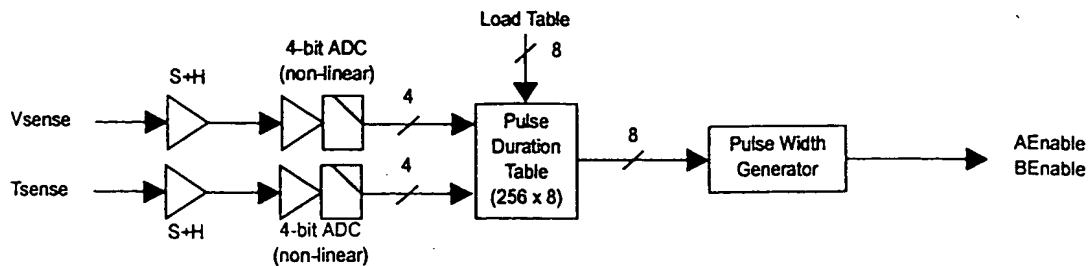 Load Table
8
4-bit ADC
(non-linear)
S+H
4
Vsense
Pulse
Duration
Table
(256 x 8)
8
Pulse Width
Generator
AEnable
BEnable
Tsense
4
S+H
4-bit ADC
(non-linear)